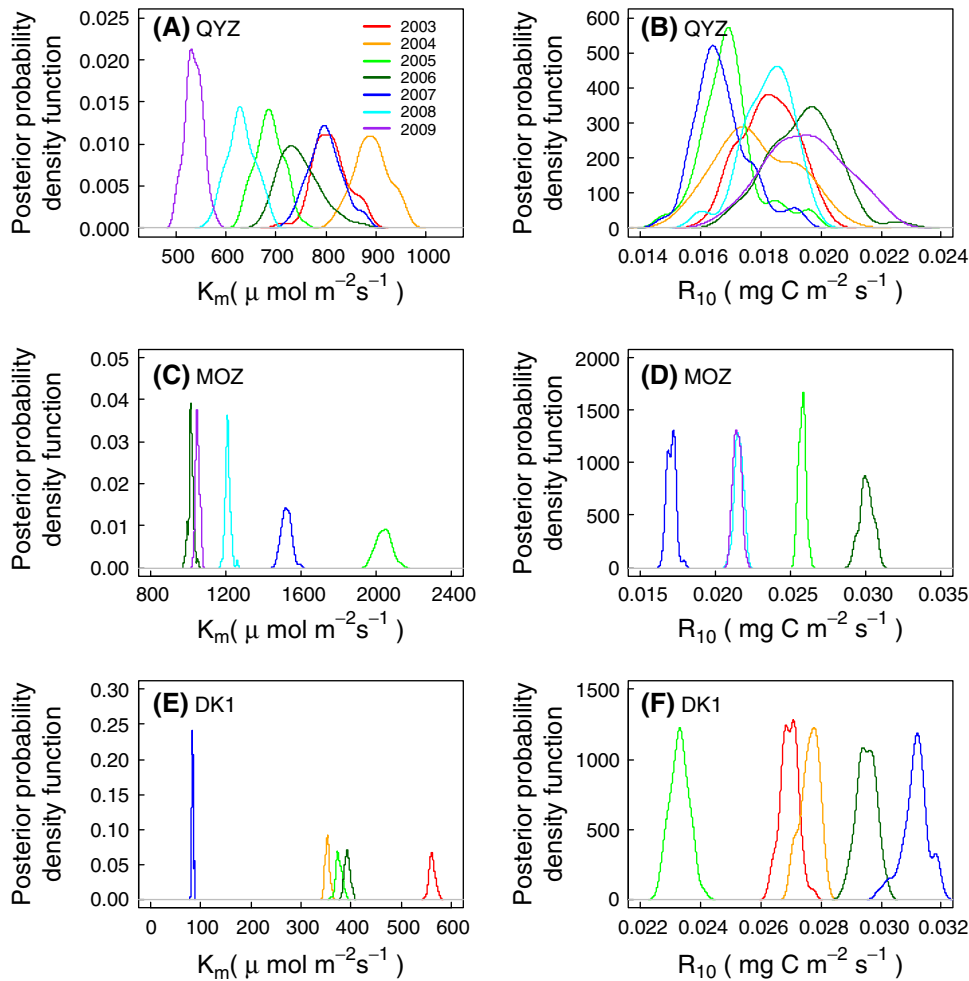 (A) QYZ
2003
2004
2005
2006
2007
2008
2009
Posterior probability
density function
0.025
0.020
0.015
0.010
0.005
0.000
500 600 700 800 900 1000
Km( μ mol m−2s−1 )
(B) QYZ
Posterior probability
density function
600
500
400
300
200
100
0
0.014 0.016 0.018 0.020 0.022 0.024
R10 ( mg C m−2 s−1 )
(C) MOZ
Posterior probability
density function
0.05
0.04
0.03
0.02
0.01
0.00
800 1200 1600 2000 2400
Km( μ mol m−2s−1 )
(D) MOZ
Posterior probability
density function
2000
1500
1000
500
0
0.015 0.020 0.025 0.030 0.035
R10 ( mg C m−2 s−1 )
(E) DK1
Posterior probability
density function
0.30
0.25
0.20
0.15
0.10
0.05
0.00
0 100 200 300 400 500 600
Km( μ mol m−2s−1 )
(F) DK1
Posterior probability
density function
1500
1000
500
0
0.022 0.024 0.026 0.028 0.030 0.032
R10 ( mg C m−2 s−1 )